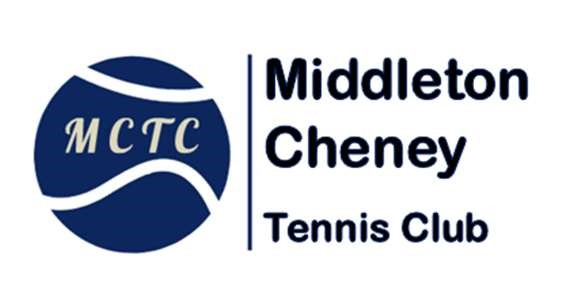 MCTC
Middleton
Cheney
Tennis Club